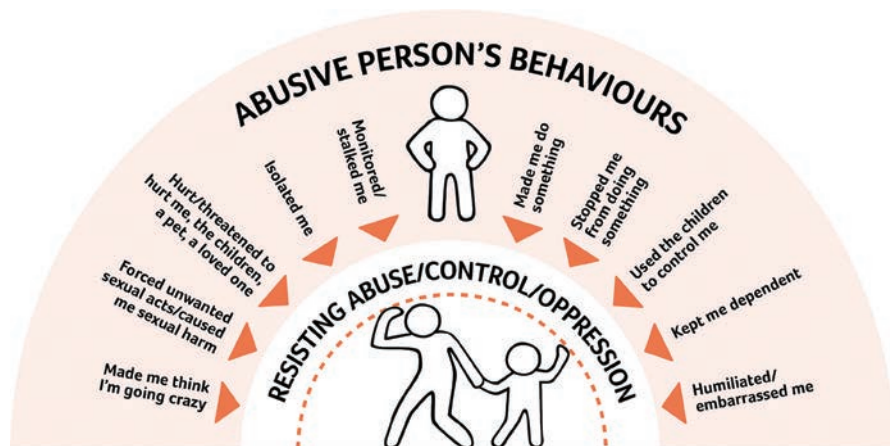 ABUSIVE PERSON'S BEHAVIOURS
Made me think
I'm going crazy
Forced unwanted
sexual acts/caused
me sexual harm
Hurt/threatened to
hurt me, the children,
a pet, a loved one
Isolated me
Monitored/
stalked me
Made me do
something
Stopped me
from doing
something
Used the children
to control me
Kept me dependent
Humiliated/
embarrassed me
RESISTING ABUSE/CONTROL/OPPRESSION